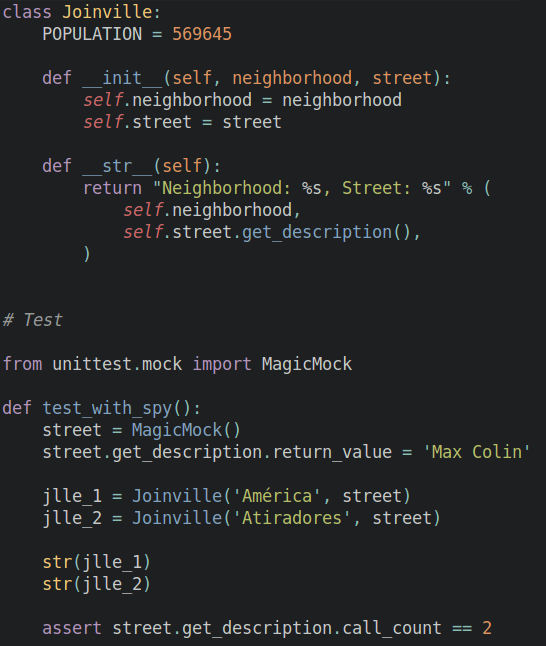 class Joinville:
    POPULATION = 569645

    def __init__(self, neighborhood, street):
        self.neighborhood = neighborhood
        self.street = street

    def __str__(self):
        return "Neighborhood: %s, Street: %s" % (
            self.neighborhood,
            self.street.get_description(),
        )


# Test

from unittest.mock import MagicMock

def test_with_spy():
    street = MagicMock()
    street.get_description.return_value = 'Max Colin'

    jlle_1 = Joinville('América', street)
    jlle_2 = Joinville('Atiradores', street)

    str(jlle_1)
    str(jlle_2)

    assert street.get_description.call_count == 2